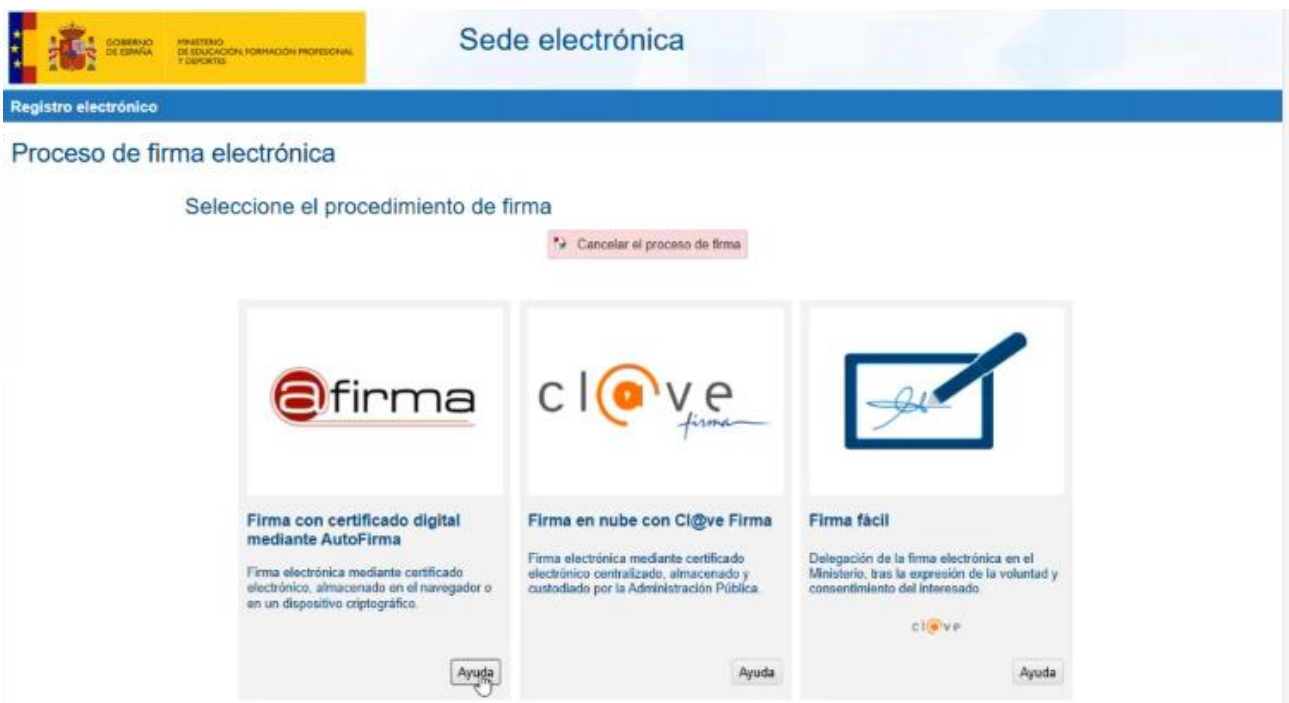 GOBIERNO
DE ESPAÑA
MINISTERIO
DE EDUCACIÓN, FORMACIÓN PROFESIONAL
Y DEPORTES
Sede electrónica
Registro electrónico
Proceso de firma electrónica
Seleccione el procedimiento de firma
Cancelar el proceso de firma
@firma
cl@ve
firma
Firma con certificado digital
mediante AutoFirma
Firma electrónica mediante certificado
electrónico, almacenado en el navegador o
en un dispositivo criptográfico.
Ayuda
Firma en nube con Cl@ve Firma
Firma electrónica mediante certificado
electrónico centralizado, almacenado y
custodiado por la Administración Pública.
Ayuda
Firma fácil
Delegación de la firma electrónica en el
Ministerio, tras la expresión de la voluntad y
consentimiento del interesado.
cl@ve
Ayuda